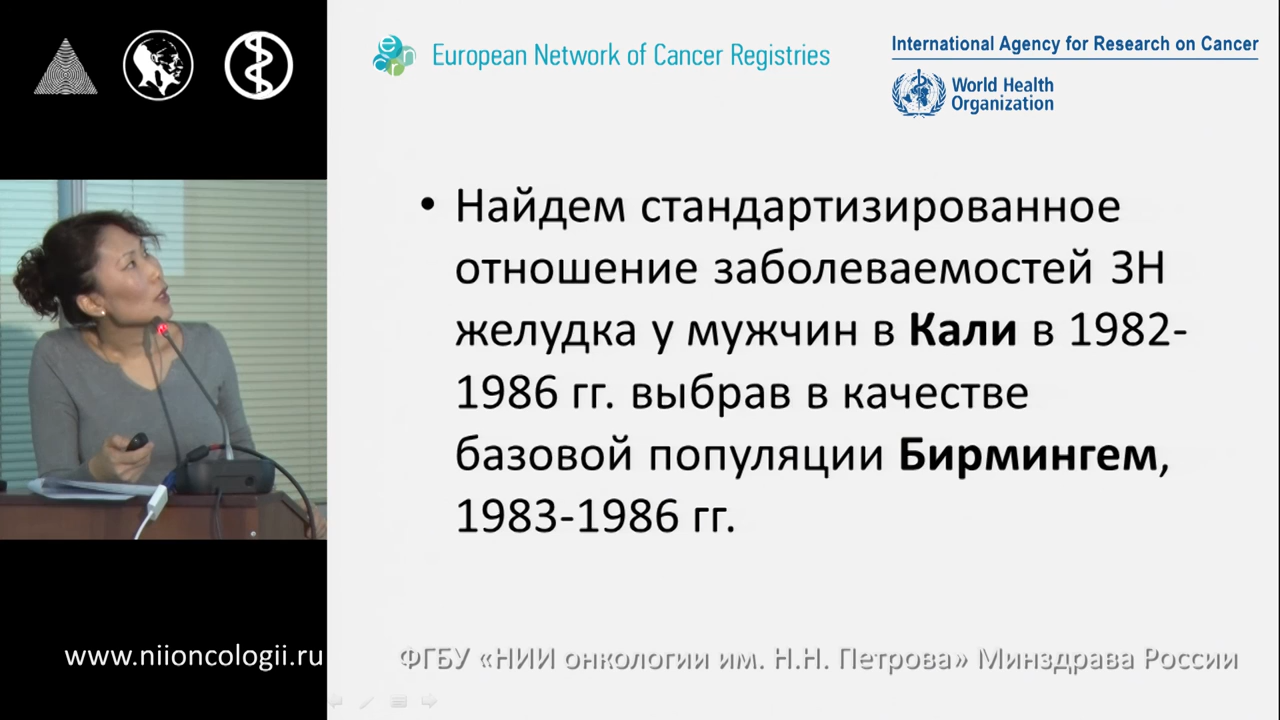 European Network of Cancer Registries
International Agency for Research on Cancer
World Health
Organization
• Найдем стандартизированное
отношение заболеваемостей ЗН
желудка у мужчин в Кали в 1982-
1986 гг. выбрав в качестве
базовой популяции Бирмингем,
1983-1986 гг.
www.niioncologii.ru
ФГБУ «НИИ онкологии им. Н.Н. Петрова» Минздрава России